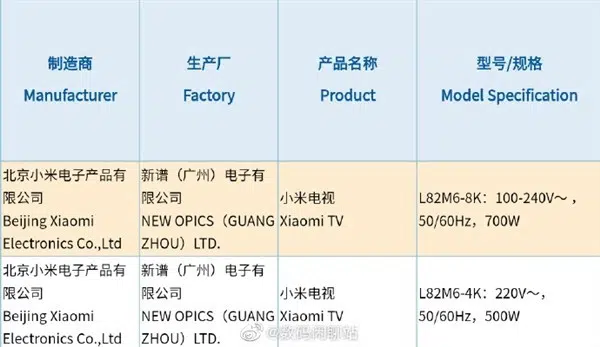 制造商
Manufacturer
生产厂
Factory
产品名称
Product
型号/规格
Model Specification
北京小米电子产品有
限公司
Beijing Xiaomi
Electronics Co.,Ltd
新谱（广州）电子有
限公司
NEW OPICS（GUANG
ZHOU）LTD.
小米电视
Xiaomi TV
L82M6-8K：100-240V～，
50/60Hz，700W
北京小米电子产品有
限公司
Beijing Xiaomi
Electronics Co.,Ltd
新谱（广州）电子有
限公司
NEW OPICS（GUANG
ZHOU）LTD.
小米电视
Xiaomi TV
L82M6-4K：220V～，
50/60Hz，500W
@数码闲聊站